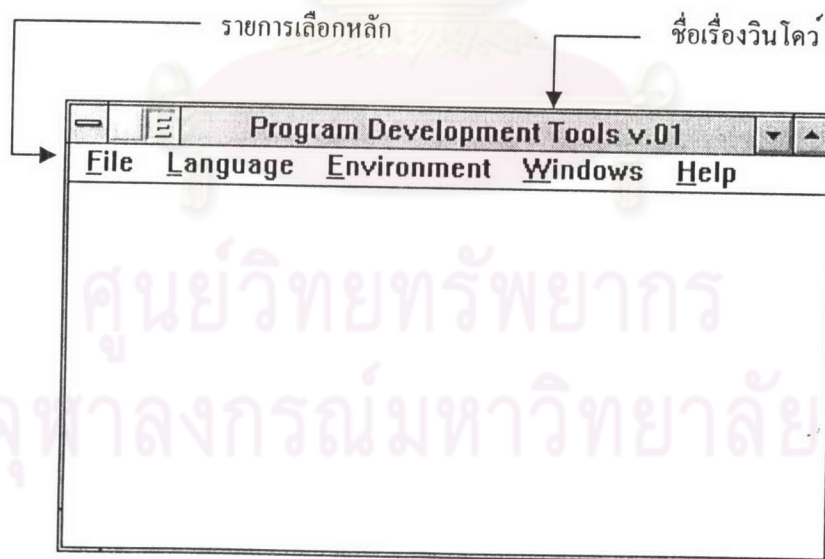 รายการเลือกหลัก
ชื่อเรื่องวินโดว์
Program Development Tools v.01
File Language Environment Windows Help
ศูนย์วิทยทรัพยากร
จุฬาลงกรณ์มหาวิทยาลัย